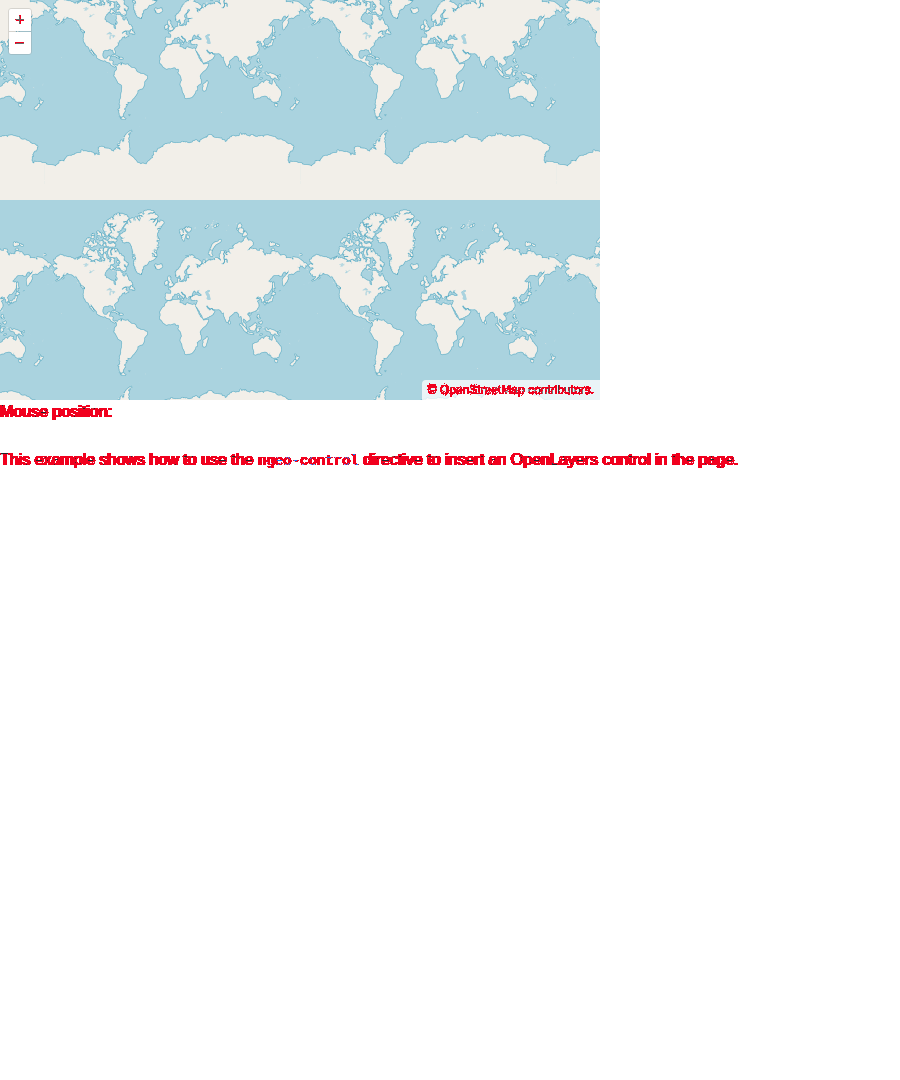 +
−
© OpenStreetMap contributors.
Mouse position:
This example shows how to use the ngeo-control directive to insert an OpenLayers control in the page.